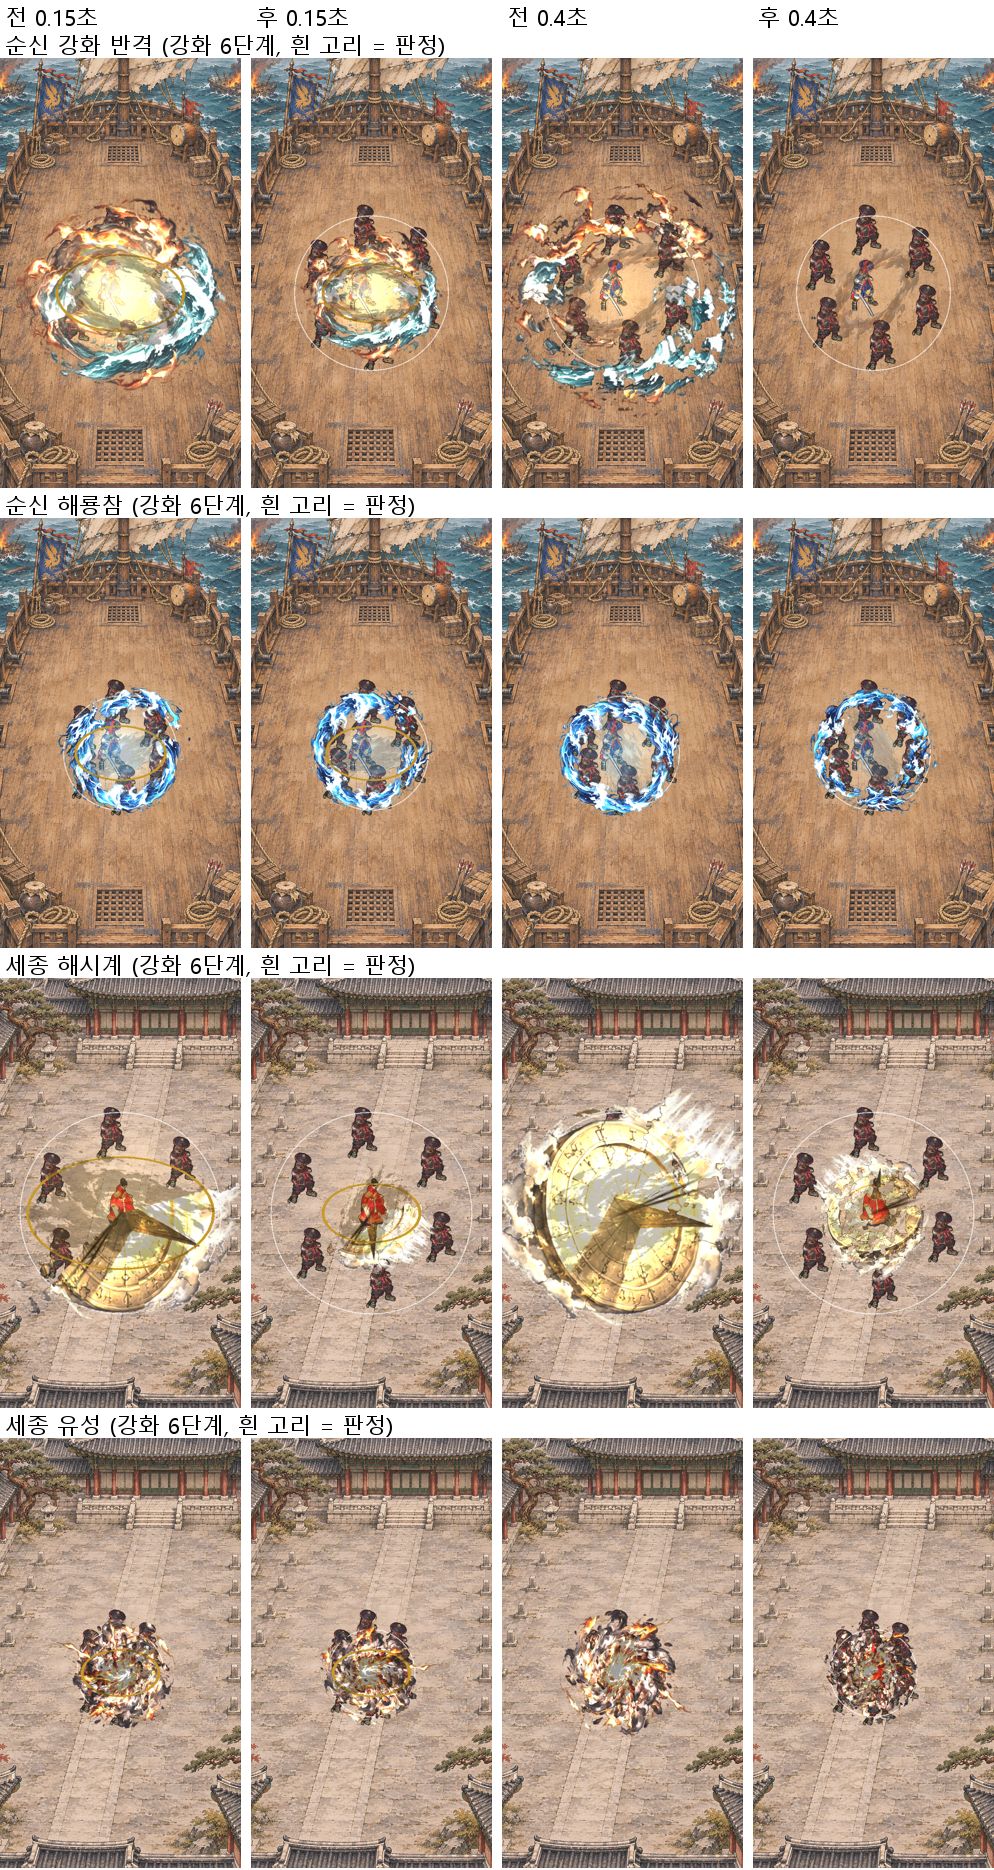 전 0.15초 후 0.15초 전 0.4초 후 0.4초
순신 강화 반격 (강화 6단계, 흰 고리 = 판정)
순신 해룡참 (강화 6단계, 흰 고리 = 판정)
세종 해시계 (강화 6단계, 흰 고리 = 판정)
세종 유성 (강화 6단계, 흰 고리 = 판정)